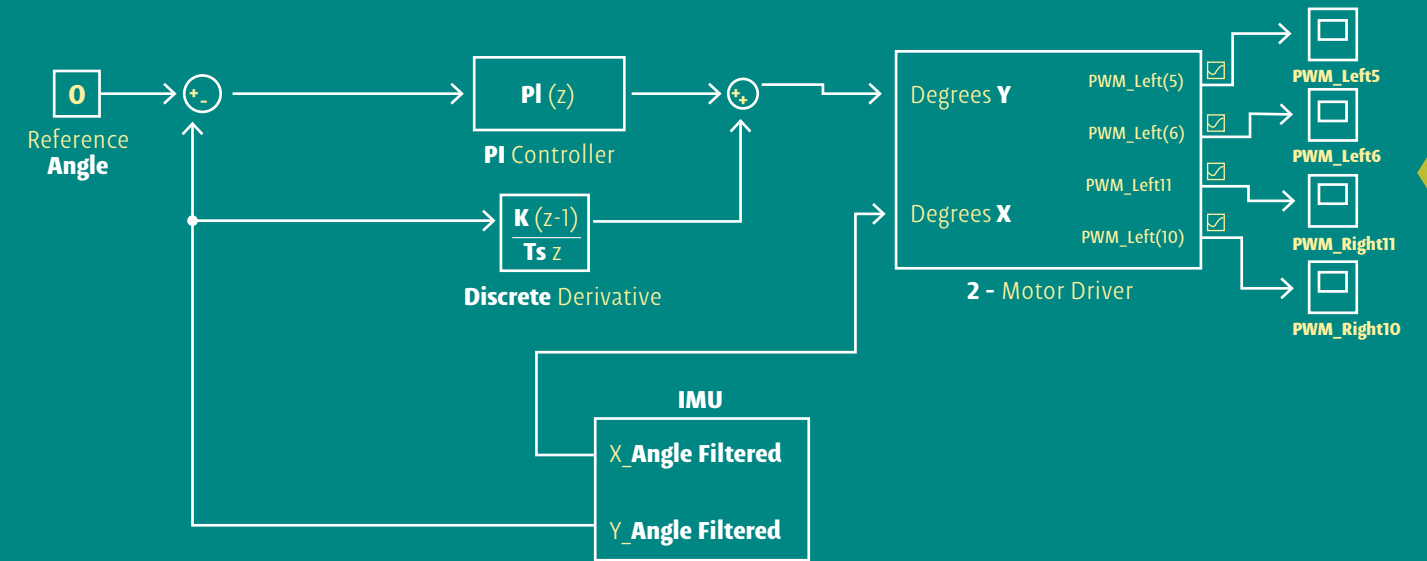 0
+
-
Reference
Angle
PI (z)
PI Controller
K (z-1)
Ts z
Discrete Derivative
+
+
Degrees Y
Degrees X
PWM_Left(5)
PWM_Left(6)
PWM_Left11
PWM_Left(10)
2 - Motor Driver
PWM_Left5
PWM_Left6
PWM_Right11
PWM_Right10
IMU
X_Angle Filtered
Y_Angle Filtered